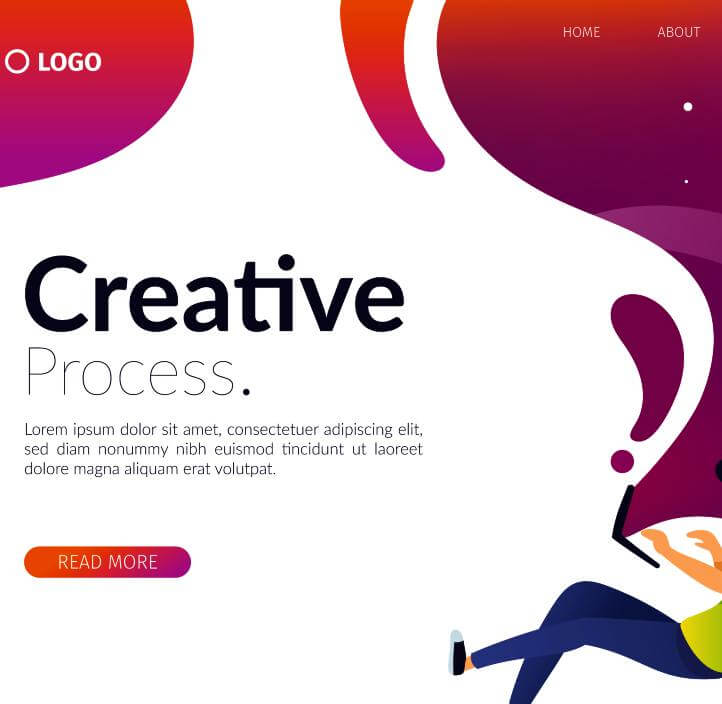 LOGO
HOME ABOUT
Creative
Process.
Lorem ipsum dolor sit amet, consectetuer adipiscing elit,
sed diam nonummy nibh euismod tincidunt ut laoreet
dolore magna aliquam erat volutpat.
READ MORE